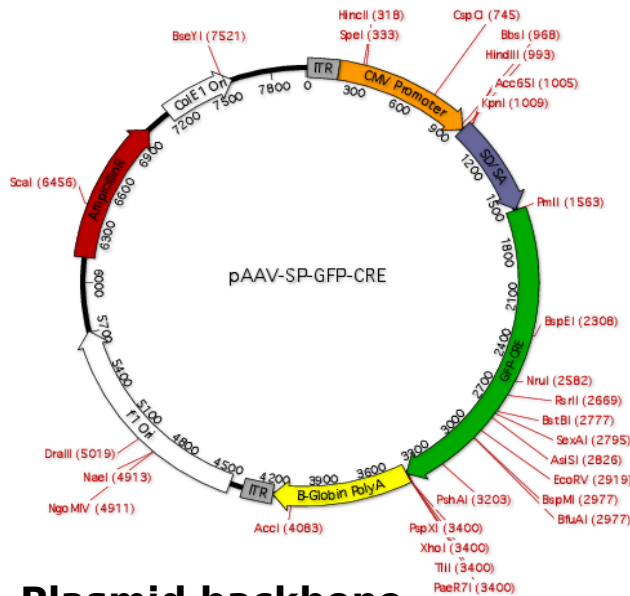 BseYI (7521)
HincII (318)
SpeI (333)
CspCI (745)
BbsI (968)
HindIII (993)
Acc65I (1005)
KpnI (1009)
ITR
CMV Promoter
ColE1 Ori
7200
7500
7800
0
300
600
900
1200
1500
SD/SA
PmlI (1563)
ScaI (6456)
AmpicillinR
6900
6600
6300
6000
5700
1800
2100
2400
2700
3000
3300
pAAV-SP-GFP-CRE
GFP-CRE
BspEI (2308)
NruI (2582)
RsrII (2669)
BstBI (2777)
SexAI (2795)
AsiSI (2826)
EcoRV (2919)
BspMI (2977)
BfuAI (2977)
PshAI (3203)
5400
5100
4800
4500
4200
3900
3600
f1 Ori
DraIII (5019)
NaeI (4913)
NgoMIV (4911)
ITR
B-Globin PolyA
AccI (4083)
PspXI (3400)
XhoI (3400)
TliI (3400)
PaeR7I (3400)
Plasmid backbone